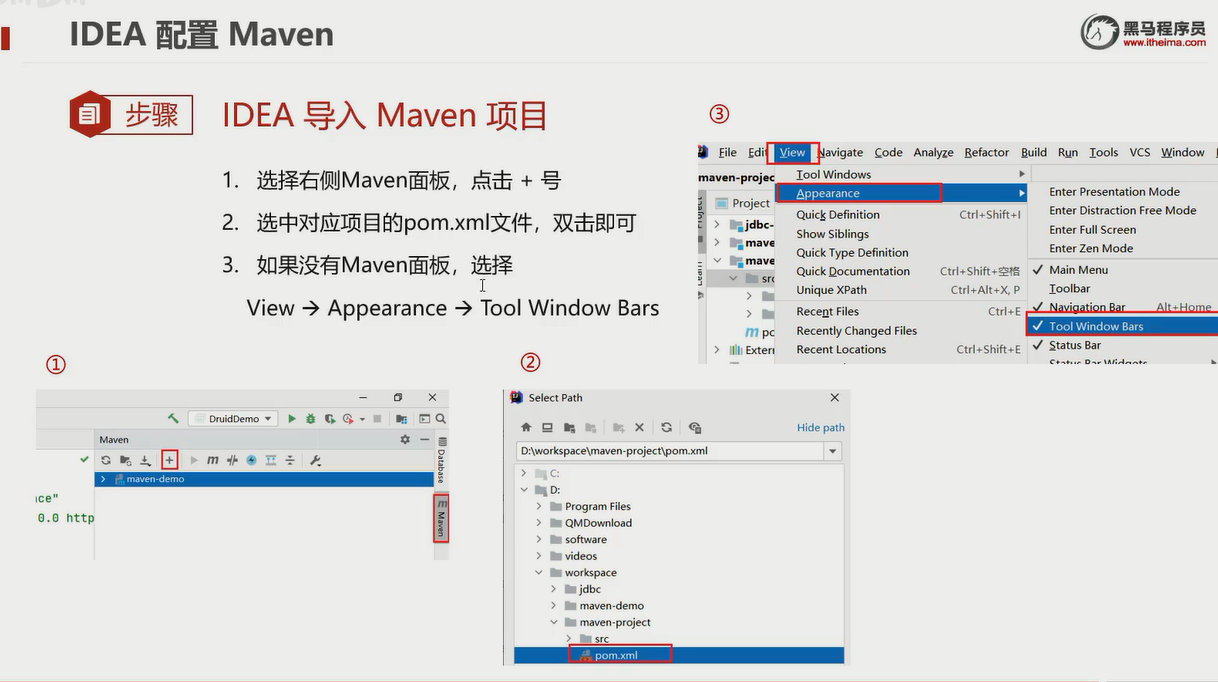 IDEA 配置 Maven
黑马程序员
www.itheima.com
步骤
IDEA 导入 Maven 项目
1. 选择右侧Maven面板，点击 + 号
2. 选中对应项目的pom.xml文件，双击即可
3. 如果没有Maven面板，选择
View → Appearance → Tool Window Bars
①
DruidDemo
Maven
maven-demo
Database
Maven
0.0 http
②
Select Path
Hide path
D:\workspace\maven-project\pom.xml
C:
D:
Program Files
QMDownload
software
videos
workspace
jdbc
maven-demo
maven-project
src
pom.xml
③
File Edit View Navigate Code Analyze Refactor Build Run Tools VCS Window
maven-projec
Project
jdbc-
mave
mave
src
po
Extern
Tool Windows
Appearance
Quick Definition Ctrl+Shift+I
Show Siblings
Quick Type Definition
Quick Documentation Ctrl+Shift+空格
Unique XPath Ctrl+Alt+X, P
Recent Files Ctrl+E
Recently Changed Files
Recent Locations Ctrl+Shift+E
Enter Presentation Mode
Enter Distraction Free Mode
Enter Full Screen
Enter Zen Mode
Main Menu
Toolbar
Navigation Bar Alt+Home
Tool Window Bars
Status Bar
Status Bar Widgets